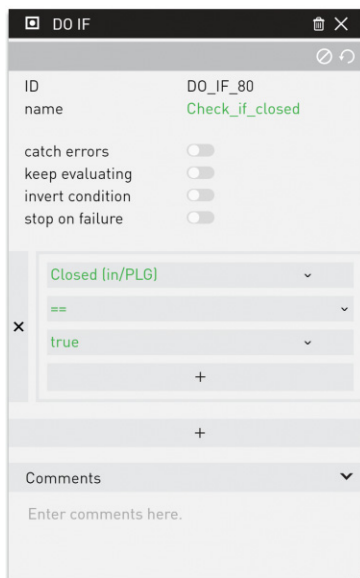 DO IF
ID DO_IF_80
name Check_if_closed
catch errors
keep evaluating
invert condition
stop on failure
Closed (in/PLG)
==
true
+
+
Comments
Enter comments here.